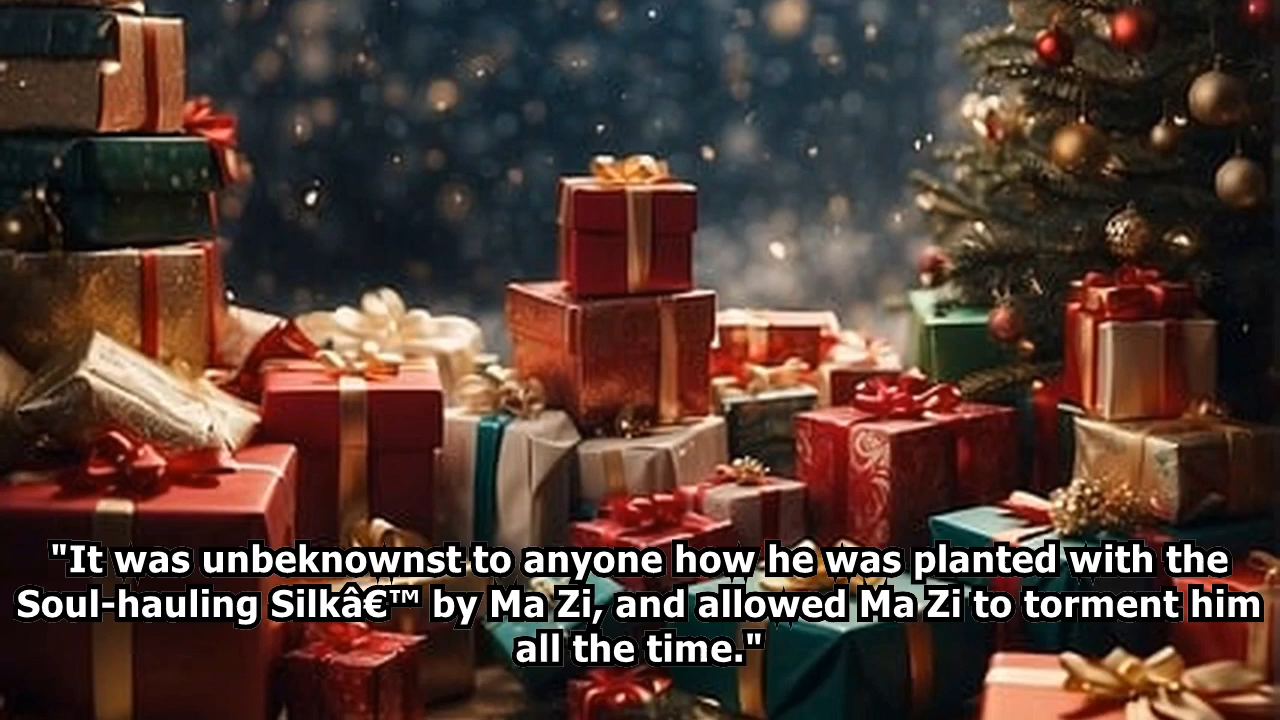 "It was unbeknownst to anyone how he was planted with the
Soul-hauling Silkâ€™ by Ma Zi, and allowed Ma Zi to torment him
all the time."